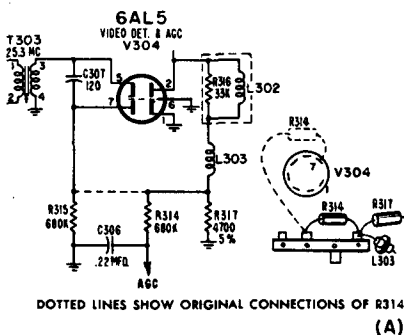 6AL5
VIDEO DET. & AGC
V304
T303
25.3 MC
1
3
2
4
C307
120
5
7
2
6
1
R316
33K
L302
L303
R315
680K
C306
.22MFD.
R314
680K
R317
4700
5%
AGC
R314
7
V304
1
R314
R317
L303
DOTTED LINES SHOW ORIGINAL CONNECTIONS OF R314
(A)